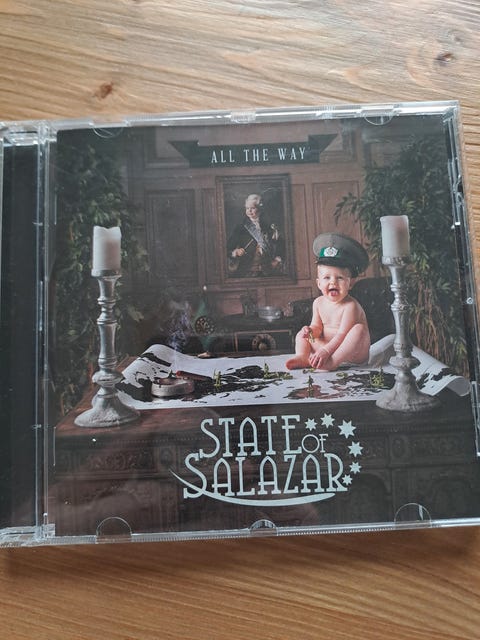 ALL THE WAY
STATE OF
SALAZAR